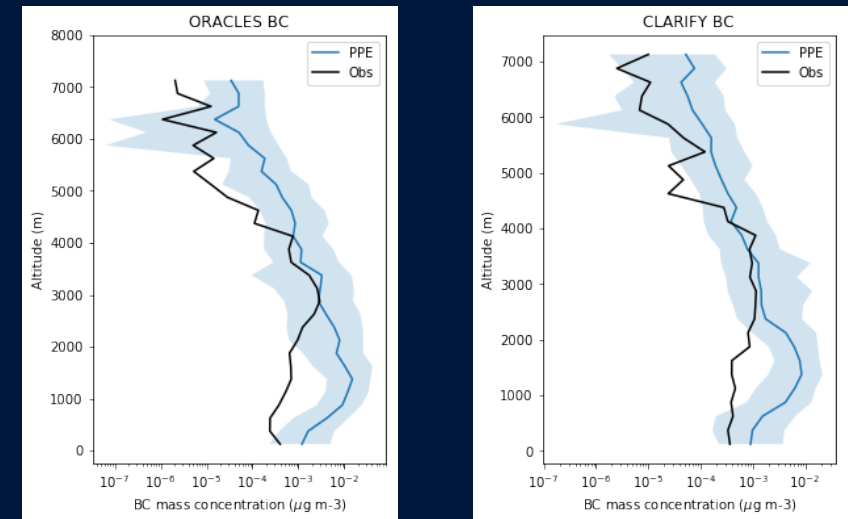 ORACLES BC
8000
7000
6000
5000
4000
3000
2000
1000
0
Altitude (m)
PPE
Obs
10⁻⁷ 10⁻⁶ 10⁻⁵ 10⁻⁴ 10⁻³ 10⁻²
BC mass concentration (μg m-3)
CLARIFY BC
7000
6000
5000
4000
3000
2000
1000
0
Altitude (m)
PPE
Obs
10⁻⁷ 10⁻⁶ 10⁻⁵ 10⁻⁴ 10⁻³ 10⁻²
BC mass concentration (μg m-3)